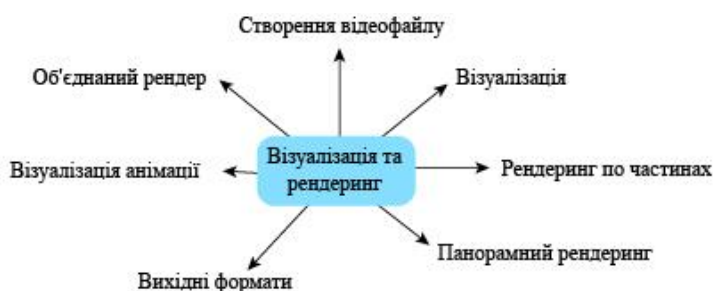 Створення відеофайлу
Об'єднаний рендер
Візуалізація
Візуалізація та
рендеринг
Візуалізація анімації
Рендеринг по частинах
Панорамний рендеринг
Вихідні формати